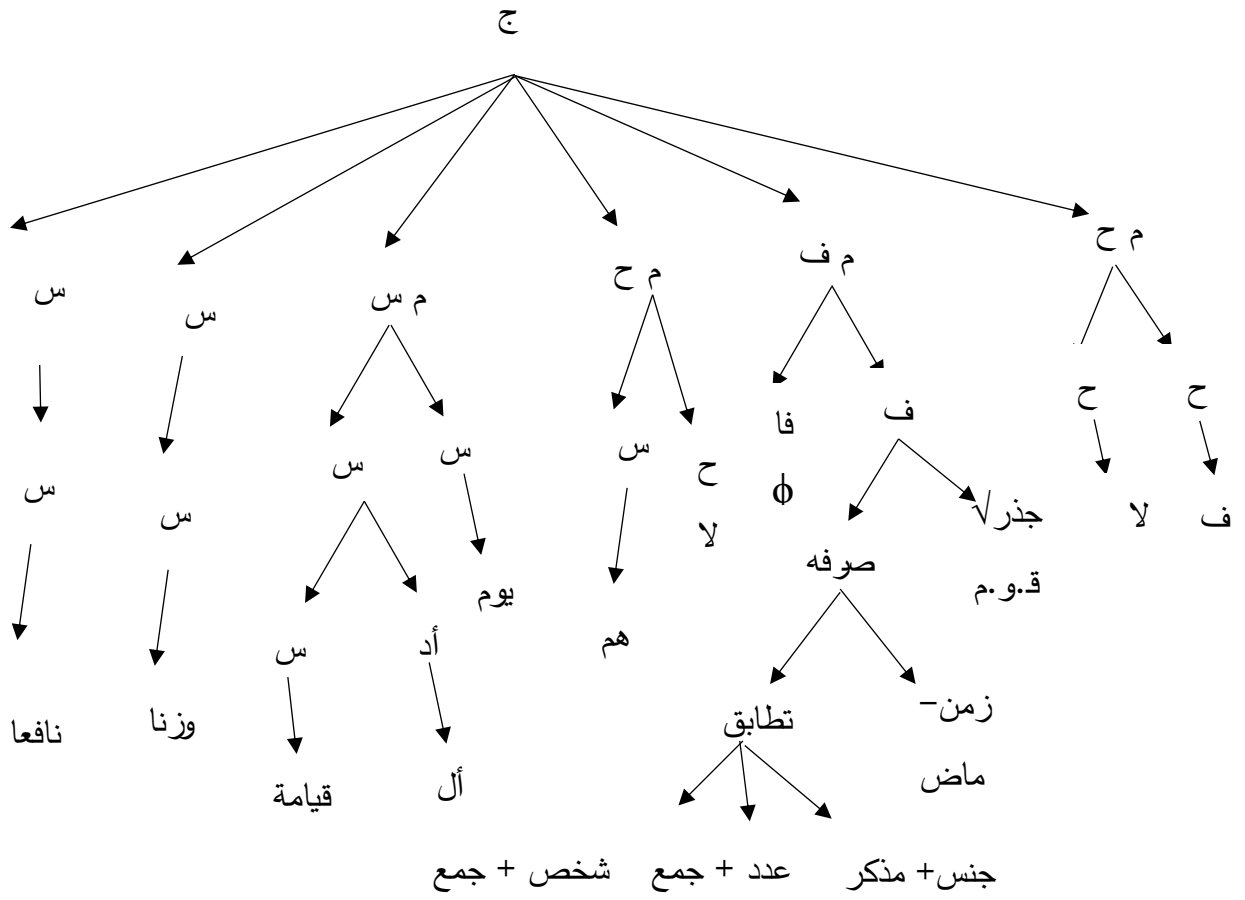 ج
م ح
م ف
م ح
م س
س
س
ح
ح
ف
فا
ح
س
س
س
س
س
ف
لا
جذر√
ϕ
لا
صرفه
ق.و.م
يوم
هم
أد
س
زمن-
تطابق
وزنا
نافعا
ماض
أل
قيامة
جنس+ مذكر
عدد + جمع
شخص + جمع